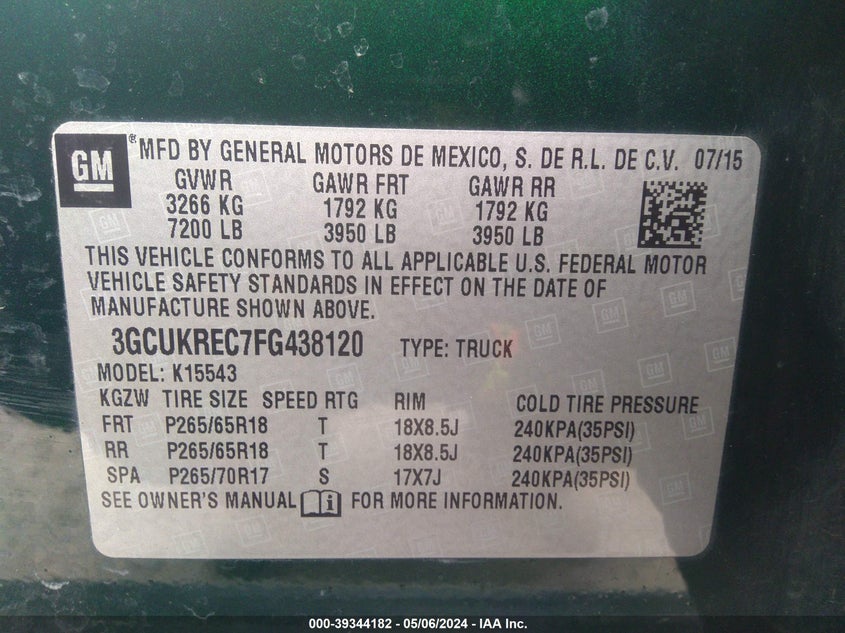 GM ® MFD BY GENERAL MOTORS DE MEXICO, S. DE R.L. DE C.V. 07/15
GVWR GAWR FRT GAWR RR
3266 KG 1792 KG 1792 KG
7200 LB 3950 LB 3950 LB
THIS VEHICLE CONFORMS TO ALL APPLICABLE U.S. FEDERAL MOTOR
VEHICLE SAFETY STANDARDS IN EFFECT ON THE DATE OF
MANUFACTURE SHOWN ABOVE.
3GCUKREC7FG438120 TYPE: TRUCK
MODEL: K15543
KGZW TIRE SIZE SPEED RTG RIM COLD TIRE PRESSURE
FRT P265/65R18 T 18X8.5J 240KPA(35PSI)
RR P265/65R18 T 18X8.5J 240KPA(35PSI)
SPA P265/70R17 S 17X7J 240KPA(35PSI)
SEE OWNER'S MANUAL i FOR MORE INFORMATION.
000-39344182 - 05/06/2024 - IAA Inc.